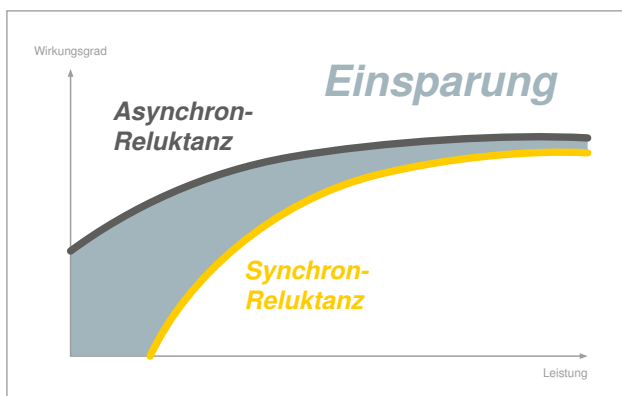 Wirkungsgrad
Einsparung
Asynchron-
Reluktanz
Synchron-
Reluktanz
Leistung